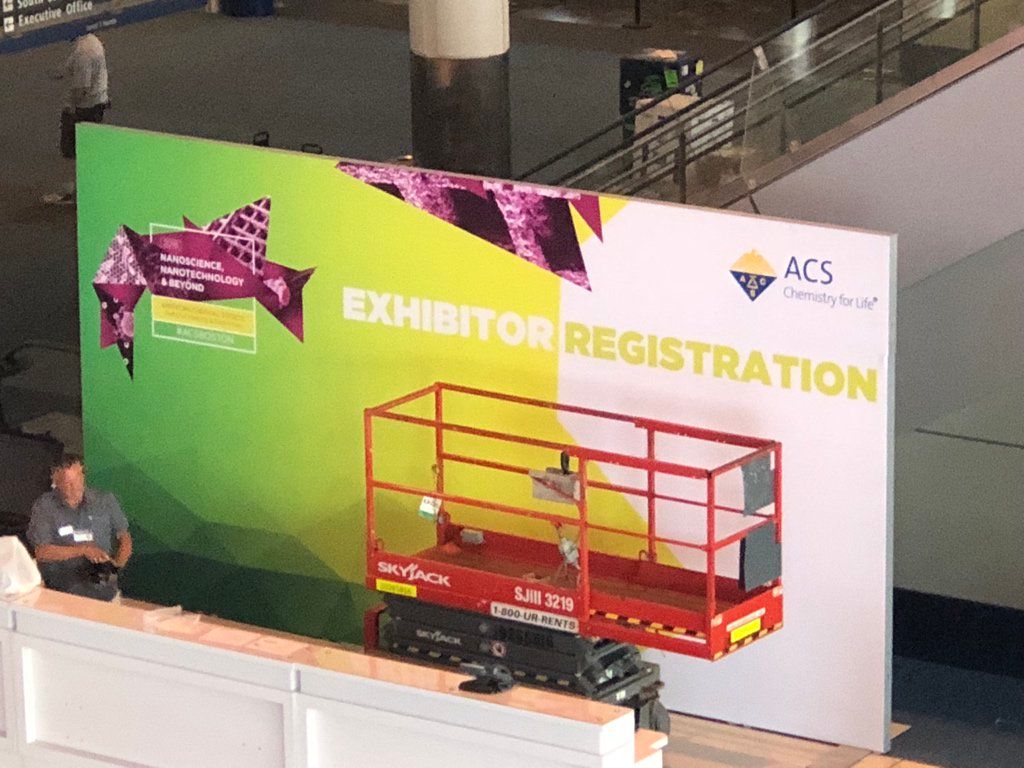 South
Executive Office
NANOSCIENCE,
NANOTECHNOLOGY
& BEYOND
#ACSBOSTON
EXHIBITOR REGISTRATION
A C S
ACS
Chemistry for Life®
SKYJACK
SJIII 3219
1-800-UR-RENTS
SKYJACK